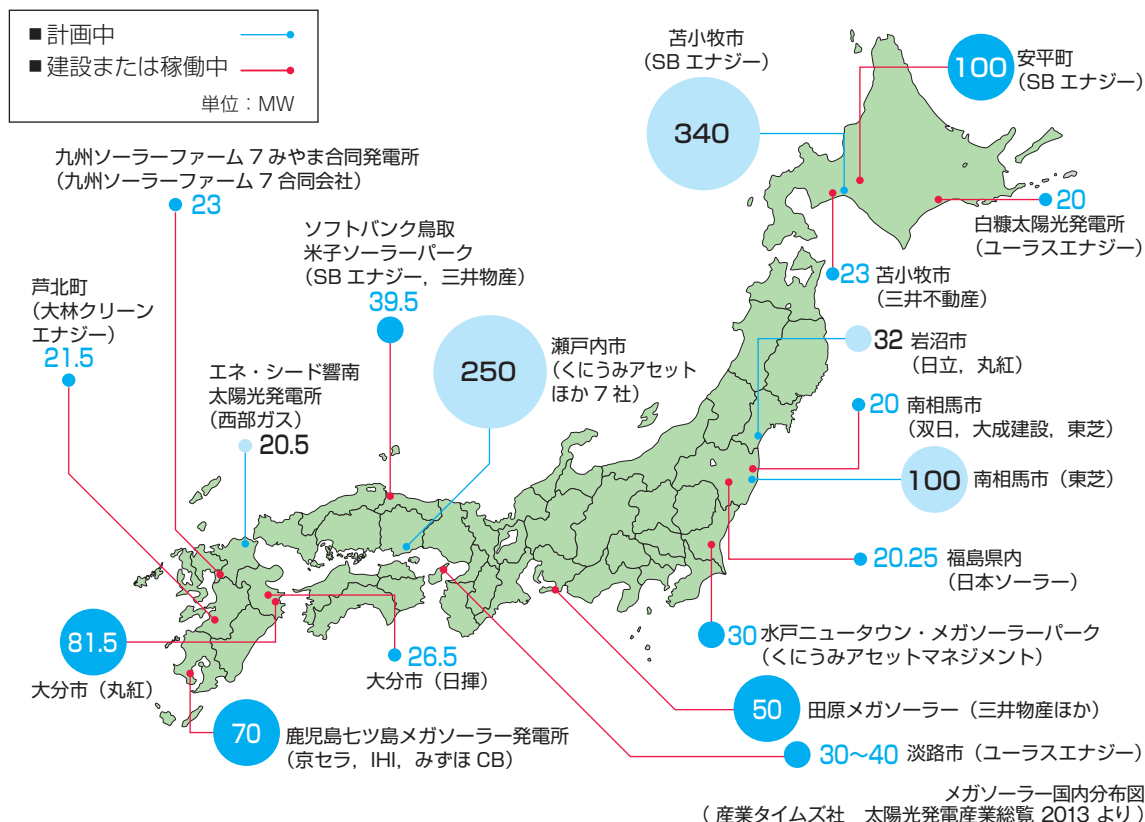 ■ 計画中
■ 建設または稼働中
単位：MW
苫小牧市
（SB エナジー）
340
100
安平町
（SB エナジー）
九州ソーラーファーム 7 みやま合同発電所
（九州ソーラーファーム 7 合同会社）
23
ソフトバンク鳥取
米子ソーラーパーク
（SB エナジー，三井物産）
39.5
20
白糠太陽光発電所
（ユーラスエナジー）
23 苫小牧市
（三井不動産）
芦北町
（大林クリーン
エナジー）
21.5
エネ・シード響南
太陽光発電所
（西部ガス）
20.5
250
瀬戸内市
（くにうみアセット
ほか 7 社）
32 岩沼市
（日立，丸紅）
20 南相馬市
（双日，大成建設，東芝）
100 南相馬市（東芝）
20.25 福島県内
（日本ソーラー）
30 水戸ニュータウン・メガソーラーパーク
（くにうみアセットマネジメント）
81.5
大分市（丸紅）
26.5
大分市（日揮）
50 田原メガソーラー（三井物産ほか）
70 鹿児島七ツ島メガソーラー発電所
（京セラ，IHI，みずほ CB）
30〜40 淡路市（ユーラスエナジー）
メガソーラー国内分布図
（ 産業タイムズ社　太陽光発電産業総覧 2013 より ）